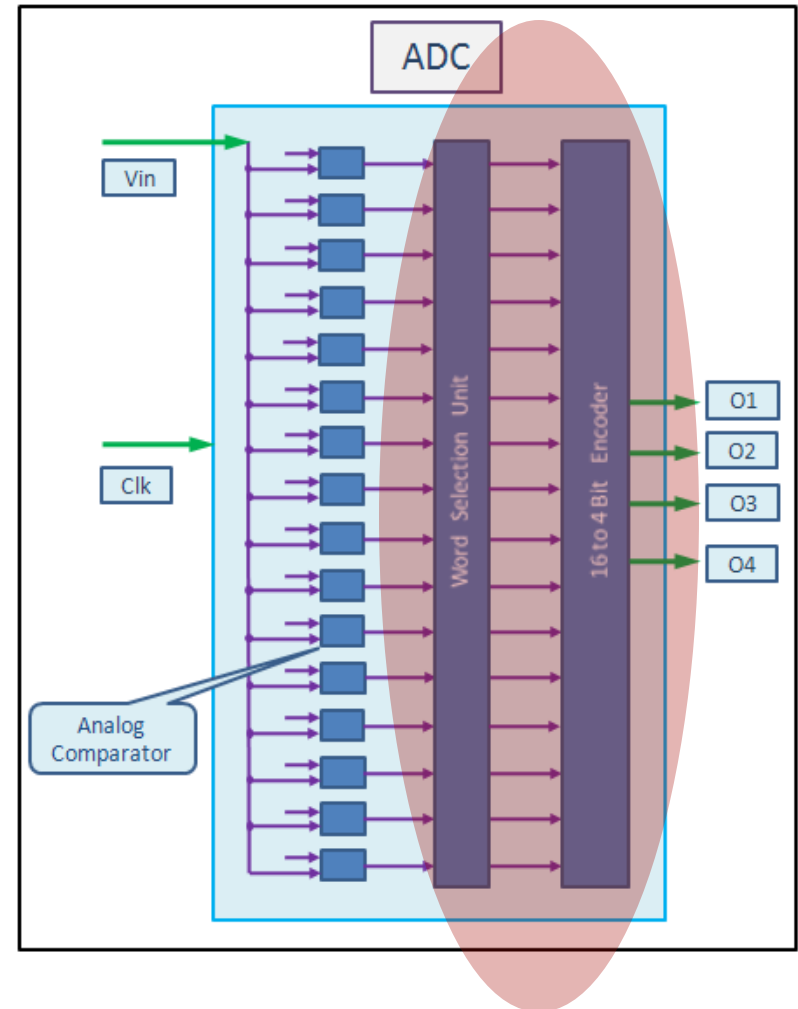 ADC
Vin
Clk
Analog
Comparator
Word Selection Unit
16 to 4 Bit Encoder
O1
O2
O3
O4